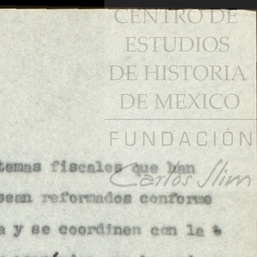 CENTRO DE
ESTUDIOS
DE HISTORIA
DE MEXICO
FUNDACIÓN
Carlos Slim
temas fiscales que han
sean reformados conforme
a y se coordinen con la